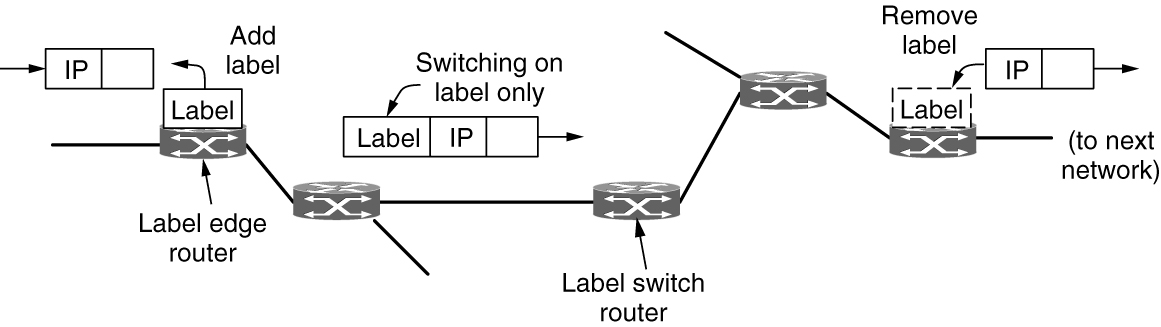 IP
Add
label
Label
Label edge
router
Switching on
label only
Label IP
Label switch
router
Remove
label
IP
Label
(to next
network)